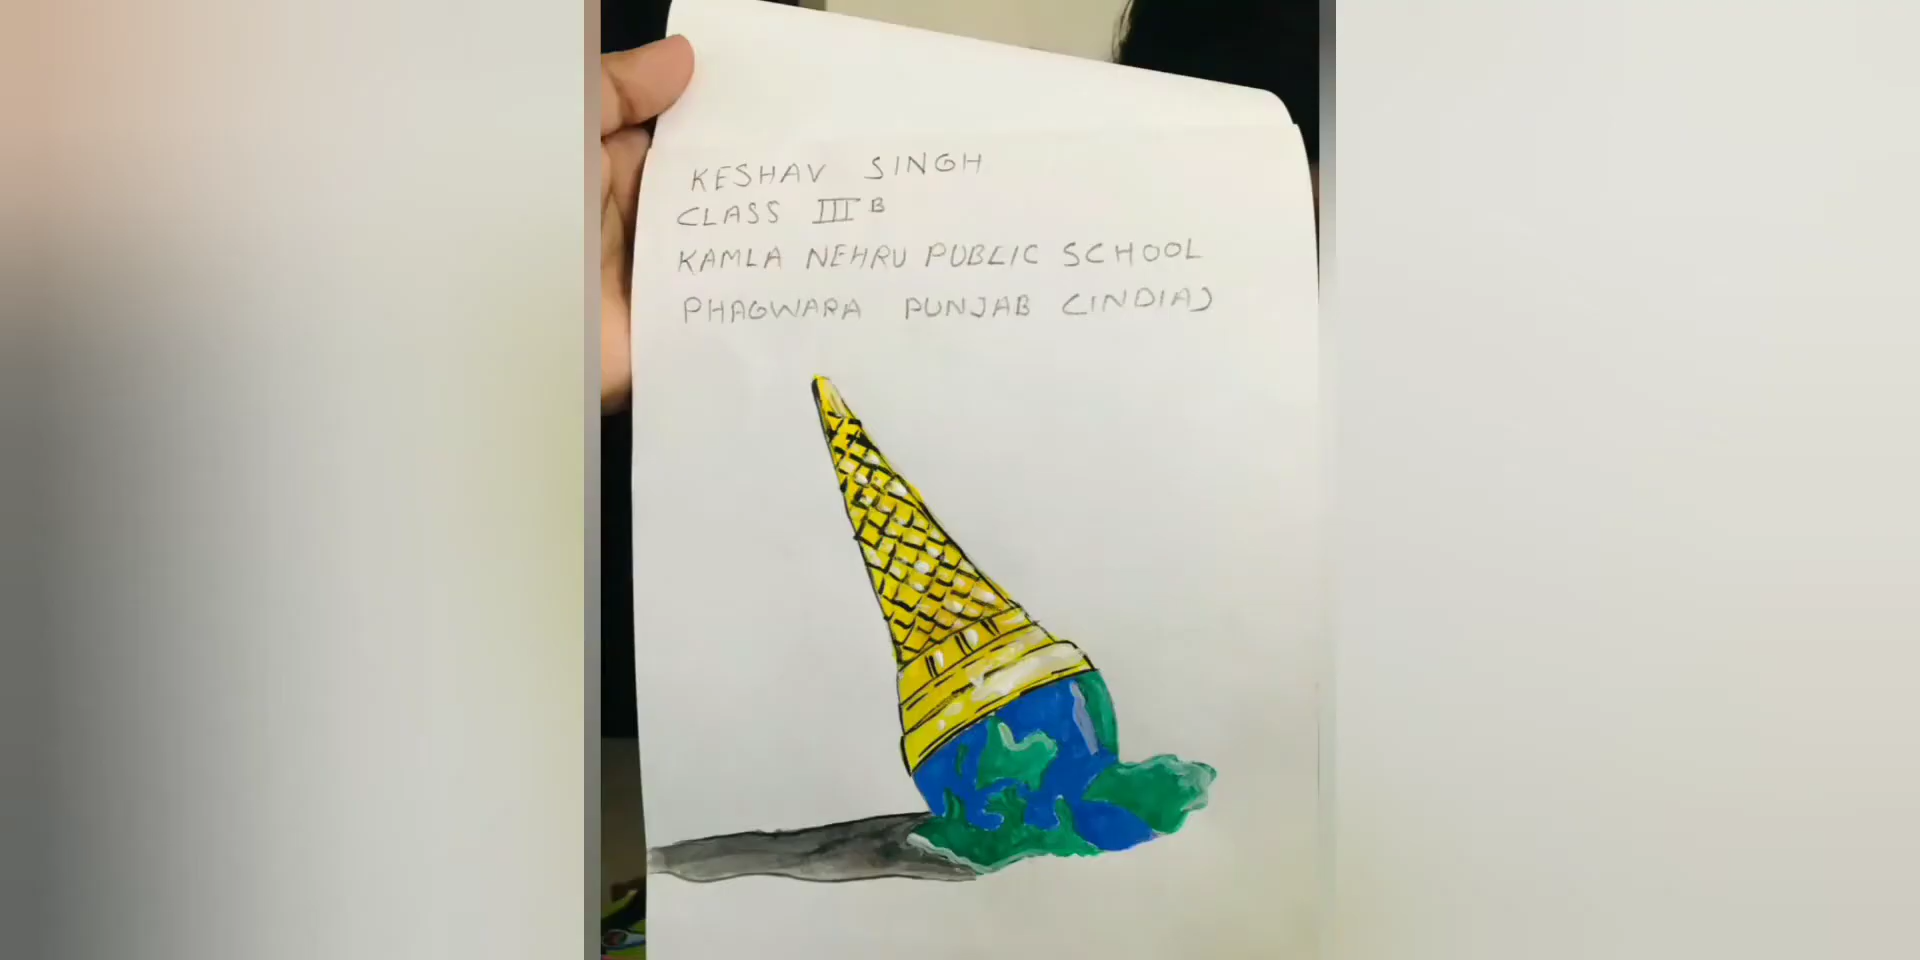 KESHAV SINGH
CLASS III B
KAMLA NEHRU PUBLIC SCHOOL
PHAGWARA PUNJAB (INDIA)